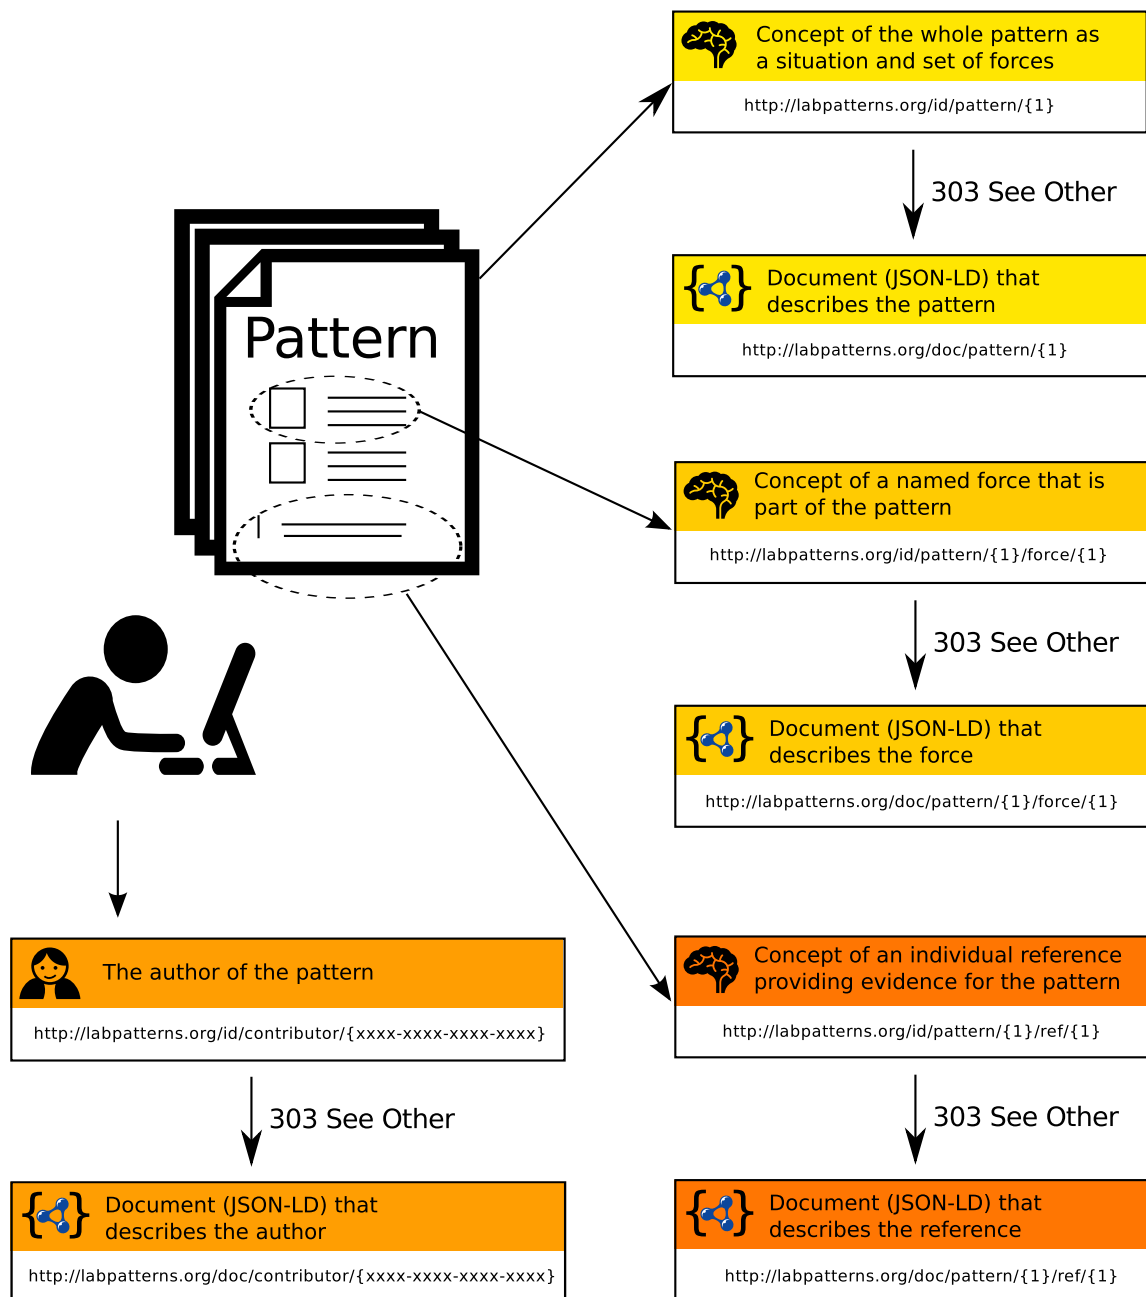 Concept of the whole pattern as
a situation and set of forces
http://labpatterns.org/id/pattern/{1}
303 See Other
Document (JSON-LD) that
describes the pattern
http://labpatterns.org/doc/pattern/{1}
Pattern
Concept of a named force that is
part of the pattern
http://labpatterns.org/id/pattern/{1}/force/{1}
303 See Other
Document (JSON-LD) that
describes the force
http://labpatterns.org/doc/pattern/{1}/force/{1}
The author of the pattern
http://labpatterns.org/id/contributor/{xxxx-xxxx-xxxx-xxxx}
303 See Other
Document (JSON-LD) that
describes the author
http://labpatterns.org/doc/contributor/{xxxx-xxxx-xxxx-xxxx}
Concept of an individual reference
providing evidence for the pattern
http://labpatterns.org/id/pattern/{1}/ref/{1}
303 See Other
Document (JSON-LD) that
describes the reference
http://labpatterns.org/doc/pattern/{1}/ref/{1}